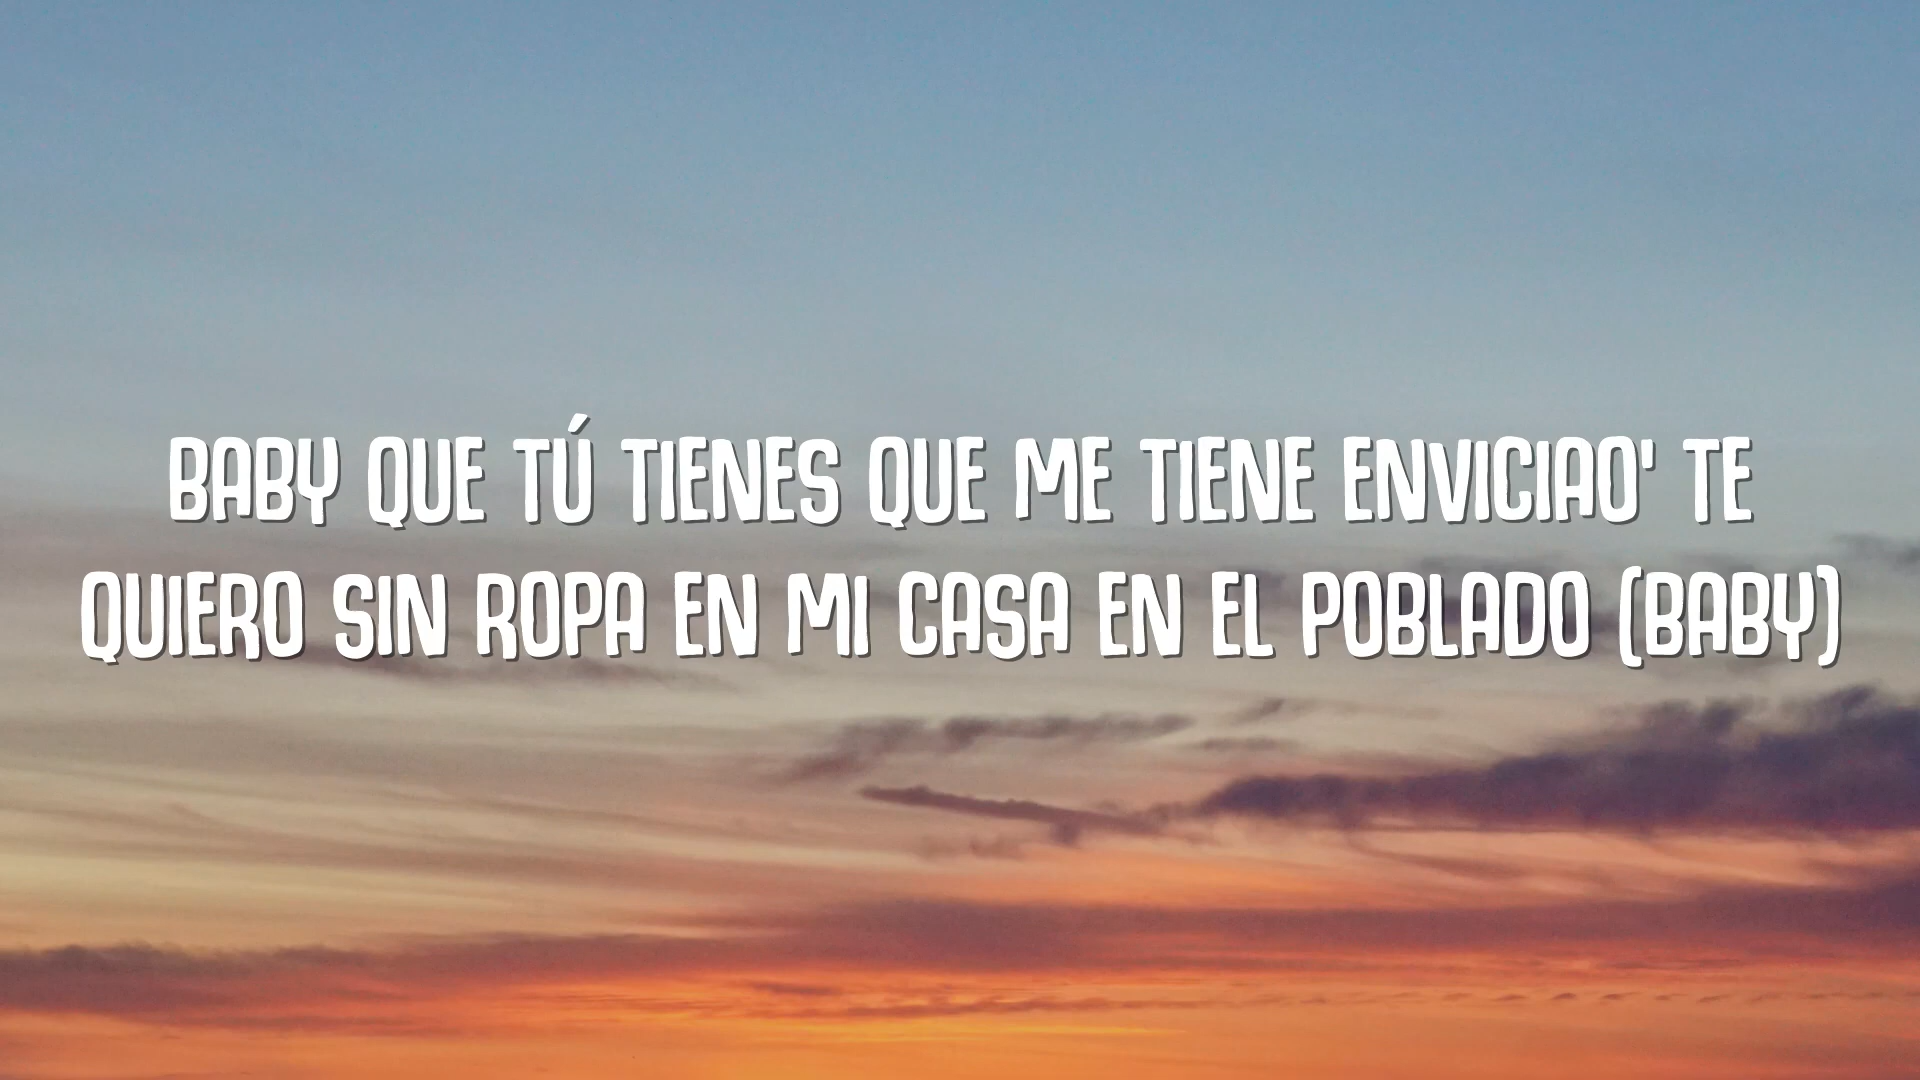 BABY QUE TÚ TIENES QUE ME TIENE ENVICIAO' TE
QUIERO SIN ROPA EN MI CASA EN EL POBLADO (BABY)